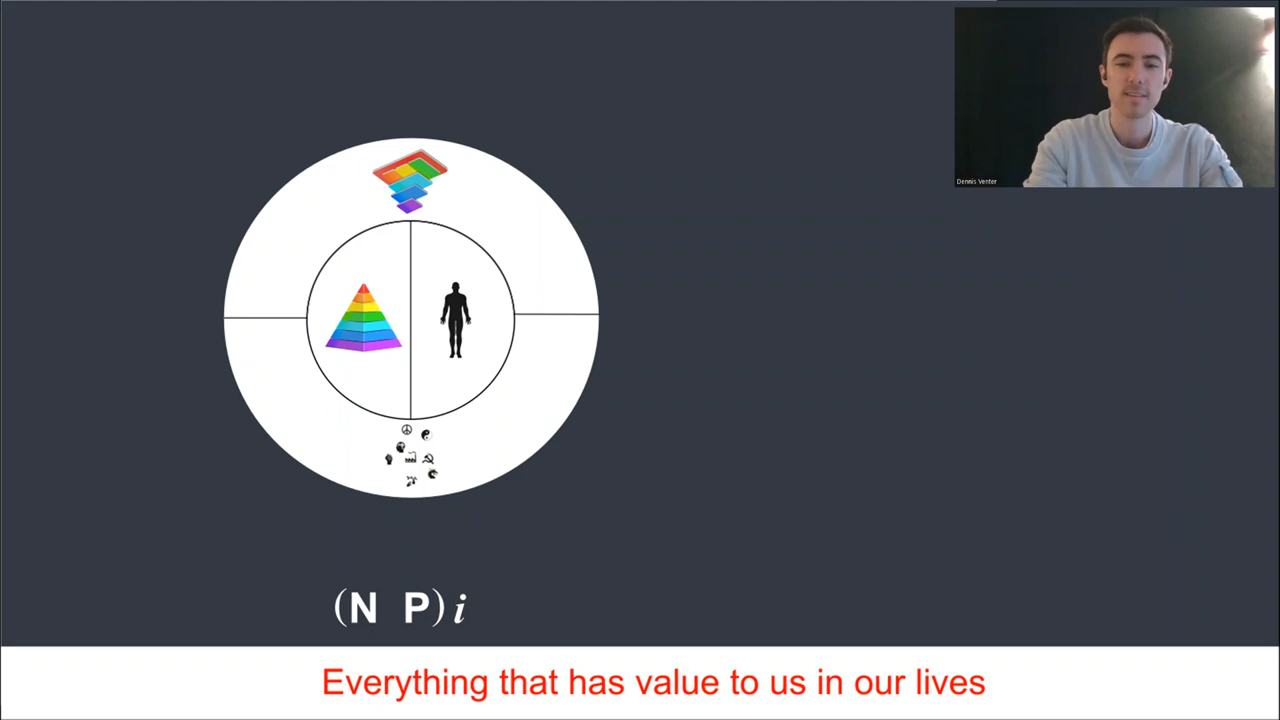 Dennis Venter
(N P) i
Everything that has value to us in our lives